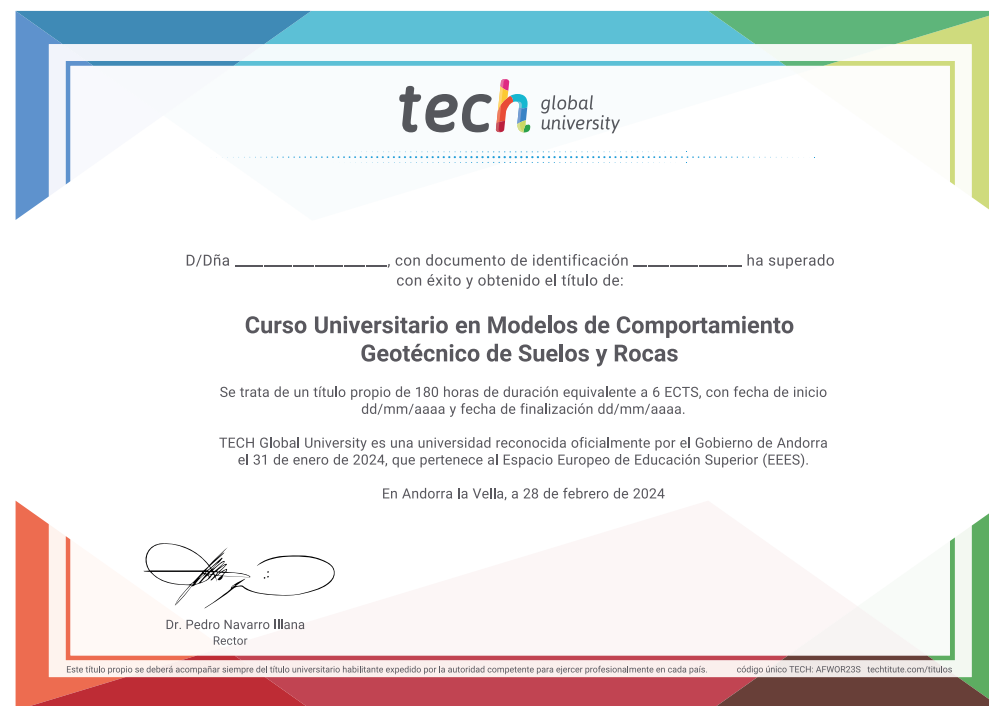 tech global university
D/Dña ________________, con documento de identificación ____________ ha superado
con éxito y obtenido el título de:
Curso Universitario en Modelos de Comportamiento
Geotécnico de Suelos y Rocas
Se trata de un título propio de 180 horas de duración equivalente a 6 ECTS, con fecha de inicio
dd/mm/aaaa y fecha de finalización dd/mm/aaaa.
TECH Global University es una universidad reconocida oficialmente por el Gobierno de Andorra
el 31 de enero de 2024, que pertenece al Espacio Europeo de Educación Superior (EEES).
En Andorra la Vella, a 28 de febrero de 2024
Dr. Pedro Navarro Illana
Rector
Este título propio se deberá acompañar siempre del título universitario habilitante expedido por la autoridad competente para ejercer profesionalmente en cada país. código único TECH: AFWOR23S techtitute.com/titulos